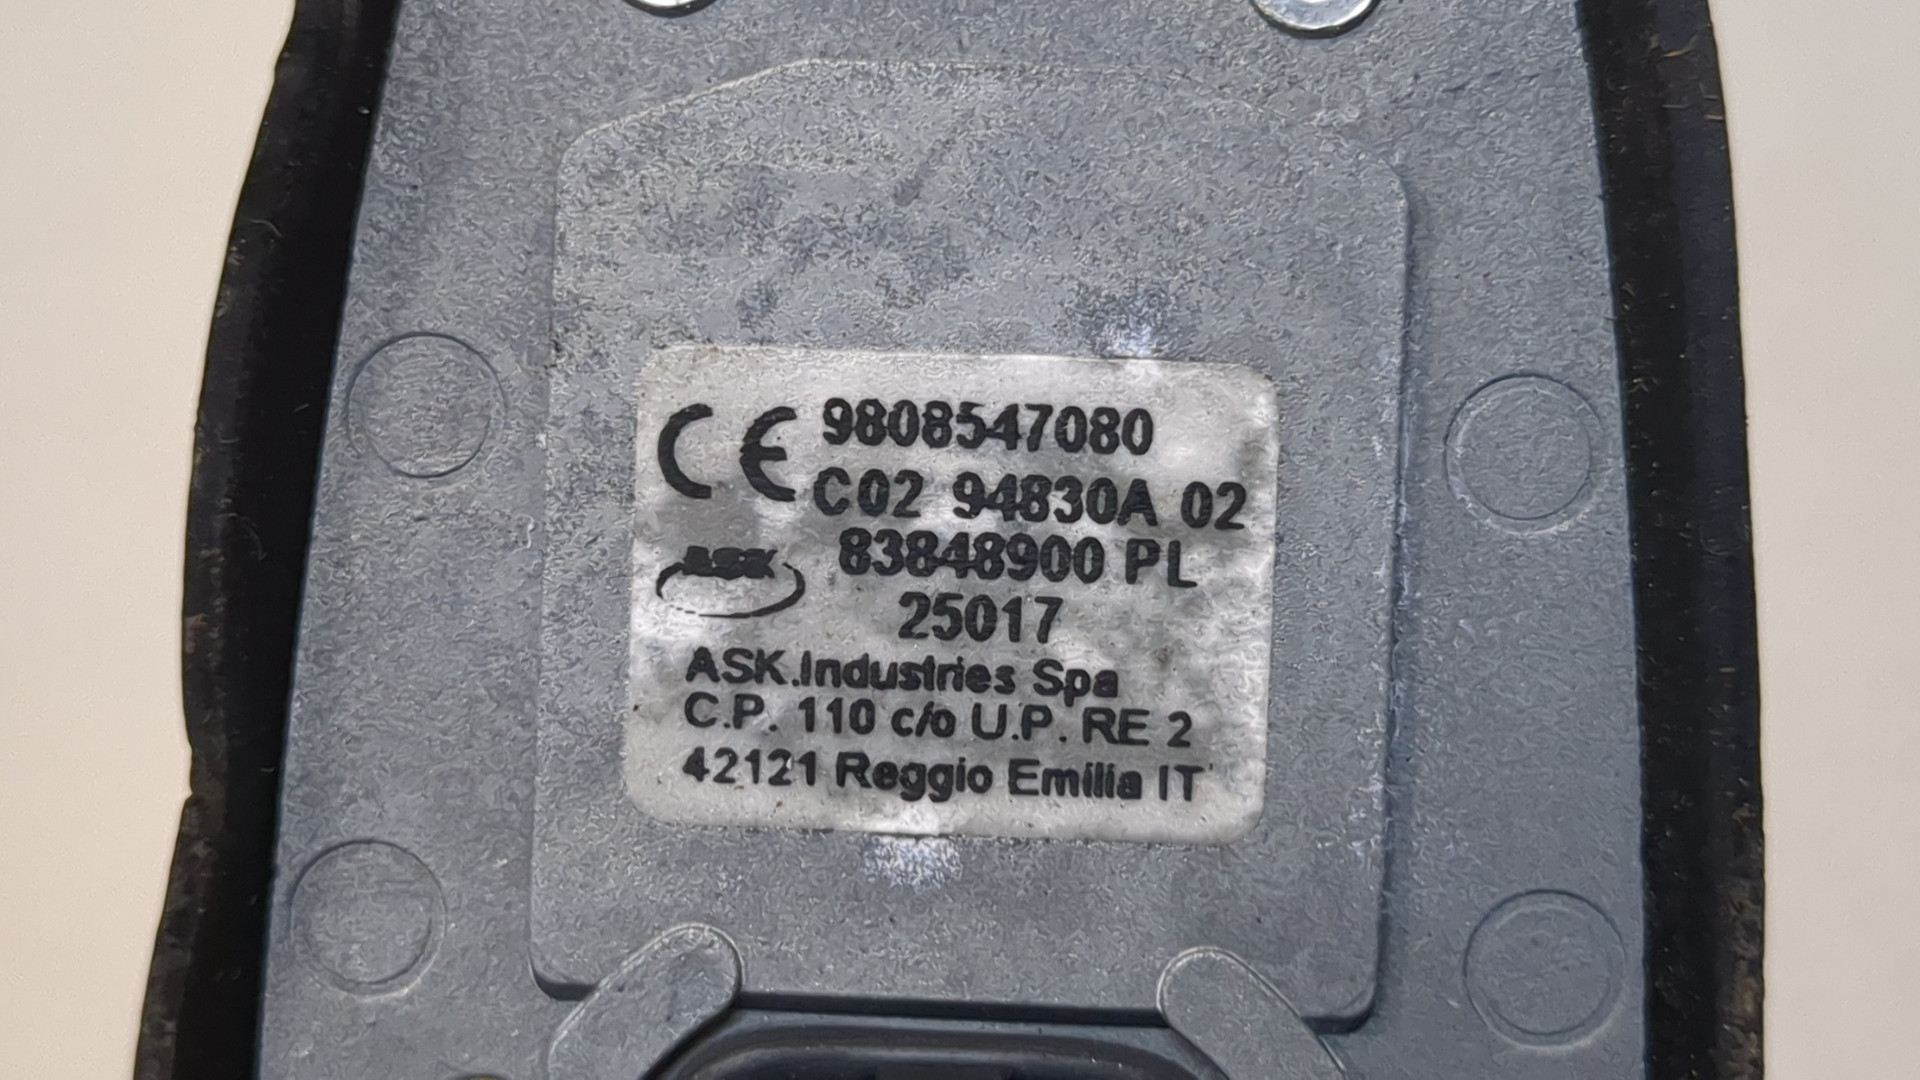 CE 9808547080
C02 94830A 02
ASK 83848900 PL
25017
ASK.Industries Spa
C.P. 110 c/o U.P. RE 2
42121 Reggio Emilia IT